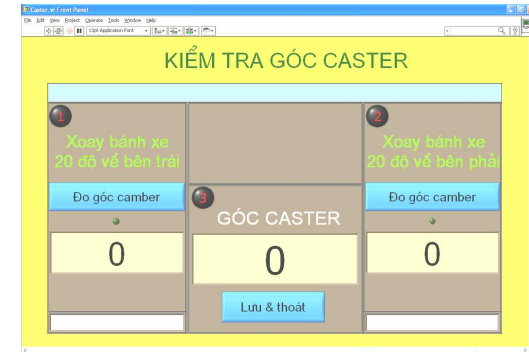 Caster.vi Front Panel
File Edit View Project Operate Tools Window Help
13pt Application Font
KIỂM TRA GÓC CASTER
1
Xoay bánh xe
20 độ về bên trái
Đo góc camber
0
3
GÓC CASTER
0
Lưu & thoát
2
Xoay bánh xe
20 độ về bên phải
Đo góc camber
0